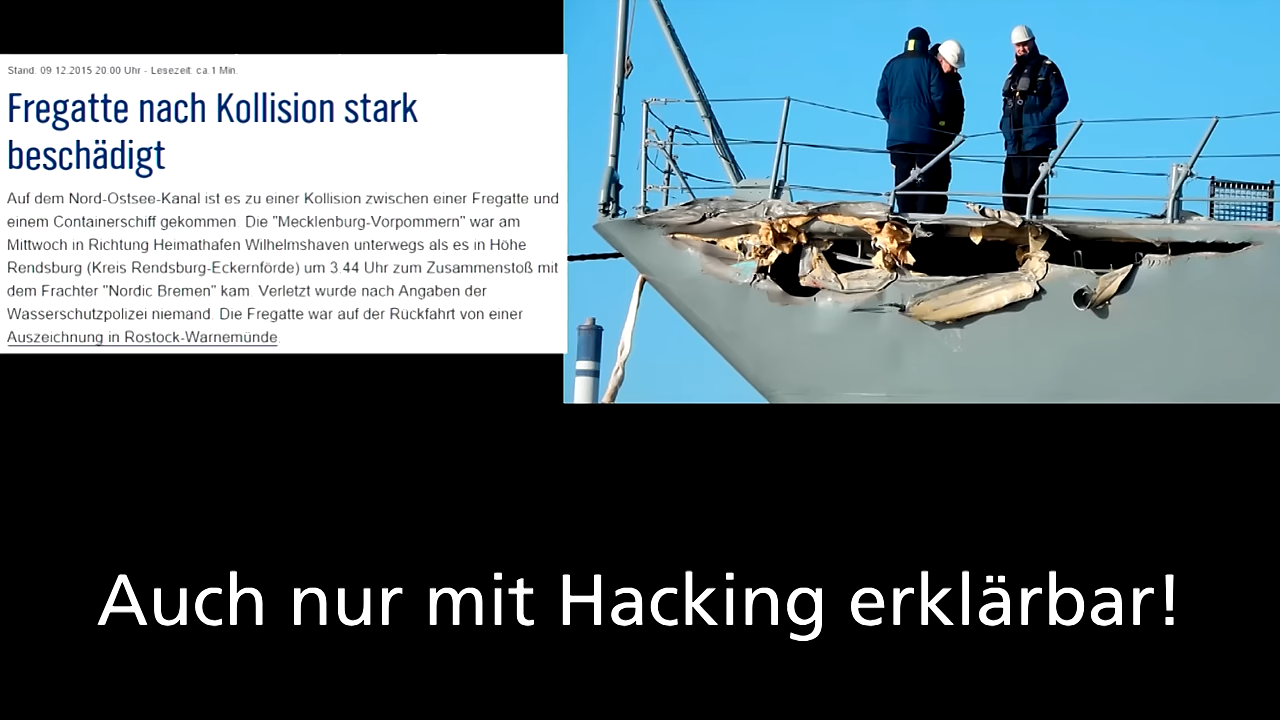 Stand: 09.12.2015 20:00 Uhr - Lesezeit: ca.1 Min.
Fregatte nach Kollision stark
beschädigt
Auf dem Nord-Ostsee-Kanal ist es zu einer Kollision zwischen einer Fregatte und
einem Containerschiff gekommen. Die "Mecklenburg-Vorpommern" war am
Mittwoch in Richtung Heimathafen Wilhelmshaven unterwegs als es in Höhe
Rendsburg (Kreis Rendsburg-Eckernförde) um 3.44 Uhr zum Zusammenstoß mit
dem Frachter "Nordic Bremen" kam. Verletzt wurde nach Angaben der
Wasserschutzpolizei niemand. Die Fregatte war auf der Rückfahrt von einer
Auszeichnung in Rostock-Warnemünde.
Auch nur mit Hacking erklärbar!